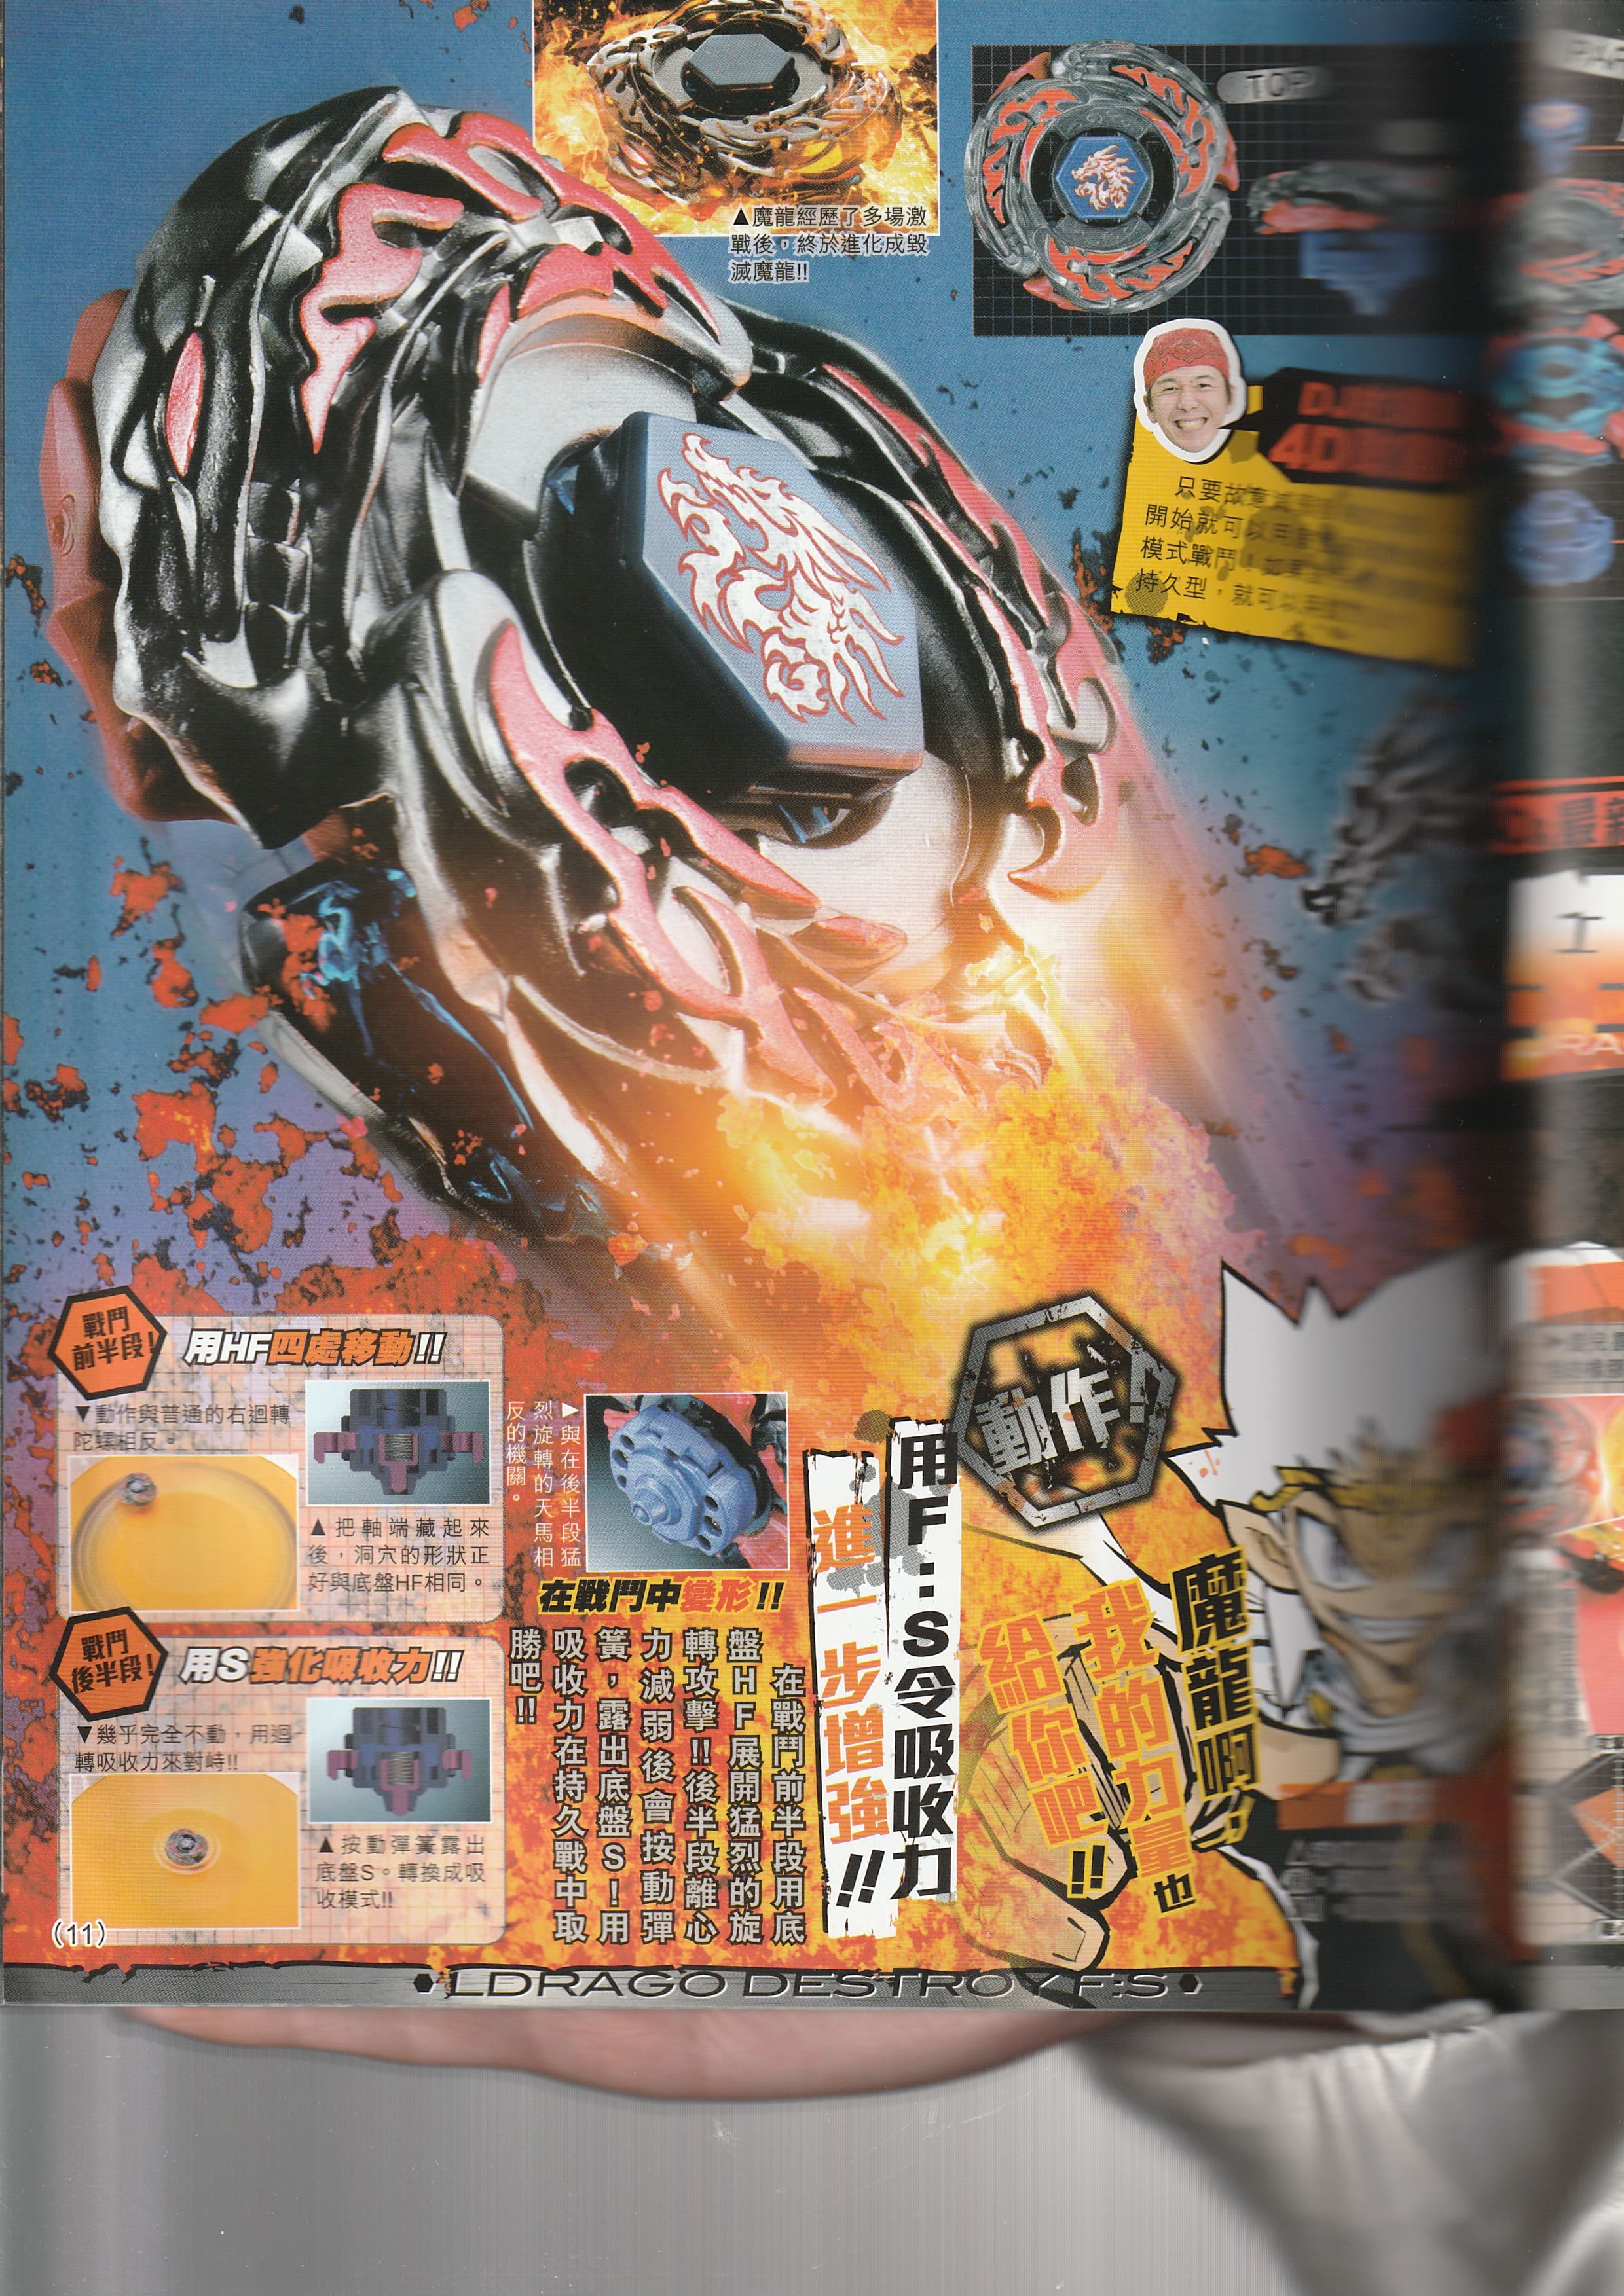 ▲魔龍經歷了多場激
戰後，終於進化成毀
滅魔龍!!
TOP
4D
只要故意減
開始就可以用
模式戰鬥！如果
持久型，就可以用
動作!!
用F:S令吸收力
進一步增強!!
魔龍啊，
我的力量也
給你吧!!
在戰鬥中變形!!
在戰鬥前半段用底
盤HF展開猛烈的旋
轉攻擊!!後半段離心
力減弱後會按動彈
簧，露出底盤S！用
吸收力在持久戰中取
勝吧!!
▶與在後半段猛
烈旋轉的天馬相
反的機關。
戰鬥
前半段!
用HF四處移動!!
▼動作與普通的右迴轉
陀螺相反。
▲把軸端藏起來
後，洞穴的形狀正
好與底盤HF相同。
戰鬥
後半段!
用S強化吸收力!!
▼幾乎完全不動，用迴
轉吸收力來對峙!!
▲按動彈簧露出
底盤S。轉換成吸
收模式!!
(11)
LDRAGO DESTROY F:S